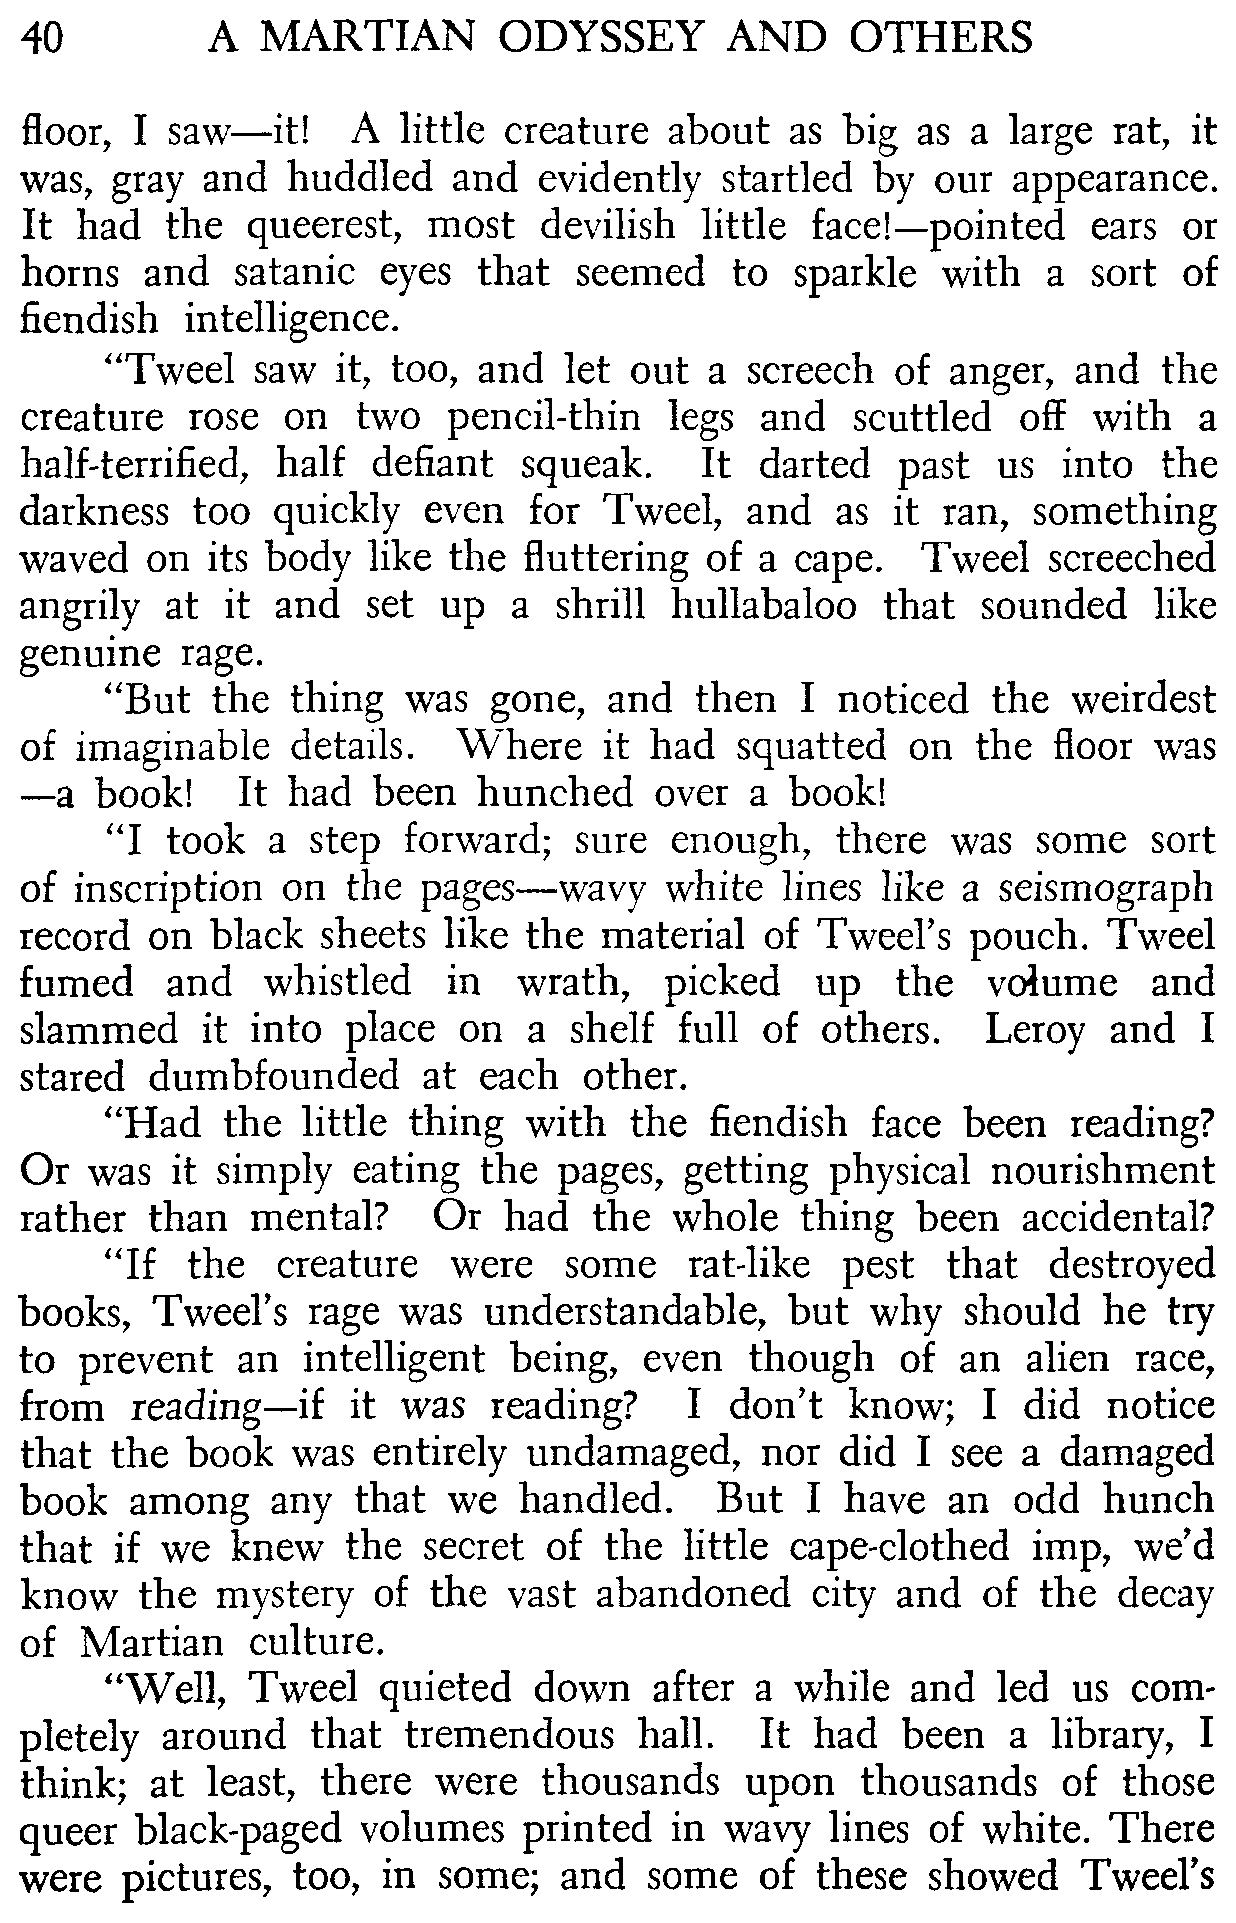 40 A MARTIAN ODYSSEY AND OTHERS
floor, I saw—it! A little creature about as big as a large rat, it
was, gray and huddled and evidently startled by our appearance.
It had the queerest, most devilish little face!—pointed ears or
horns and satanic eyes that seemed to sparkle with a sort of
fiendish intelligence.
“Tweel saw it, too, and let out a screech of anger, and the
creature rose on two pencil-thin legs and scuttled off with a
half-terrified, half defiant squeak. It darted past us into the
darkness too quickly even for Tweel, and as it ran, something
waved on its body like the fluttering of a cape. Tweel screeched
angrily at it and set up a shrill hullabaloo that sounded like
genuine rage.
“But the thing was gone, and then I noticed the weirdest
of imaginable details. Where it had squatted on the floor was
—a book! It had been hunched over a book!
“I took a step forward; sure enough, there was some sort
of inscription on the pages—wavy white lines like a seismograph
record on black sheets like the material of Tweel’s pouch. Tweel
fumed and whistled in wrath, picked up the volume and
slammed it into place on a shelf full of others. Leroy and I
stared dumbfounded at each other.
“Had the little thing with the fiendish face been reading?
Or was it simply eating the pages, getting physical nourishment
rather than mental? Or had the whole thing been accidental?
“If the creature were some rat-like pest that destroyed
books, Tweel’s rage was understandable, but why should he try
to prevent an intelligent being, even though of an alien race,
from reading—if it was reading? I don’t know; I did notice
that the book was entirely undamaged, nor did I see a damaged
book among any that we handled. But I have an odd hunch
that if we knew the secret of the little cape-clothed imp, we’d
know the mystery of the vast abandoned city and of the decay
of Martian culture.
“Well, Tweel quieted down after a while and led us com-
pletely around that tremendous hall. It had been a library, I
think; at least, there were thousands upon thousands of those
queer black-paged volumes printed in wavy lines of white. There
were pictures, too, in some; and some of these showed Tweel’s